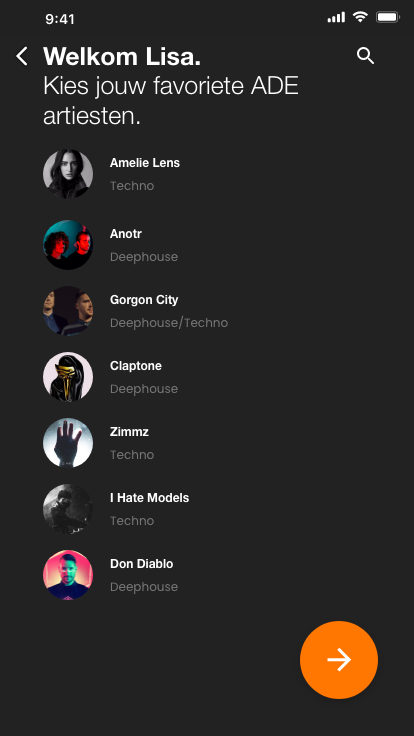 9:41
Welkom Lisa.
Kies jouw favoriete ADE
artiesten.
Amelie Lens
Techno
Anotr
Deephouse
Gorgon City
Deephouse/Techno
Claptone
Deephouse
Zimmz
Techno
I Hate Models
Techno
Don Diablo
Deephouse